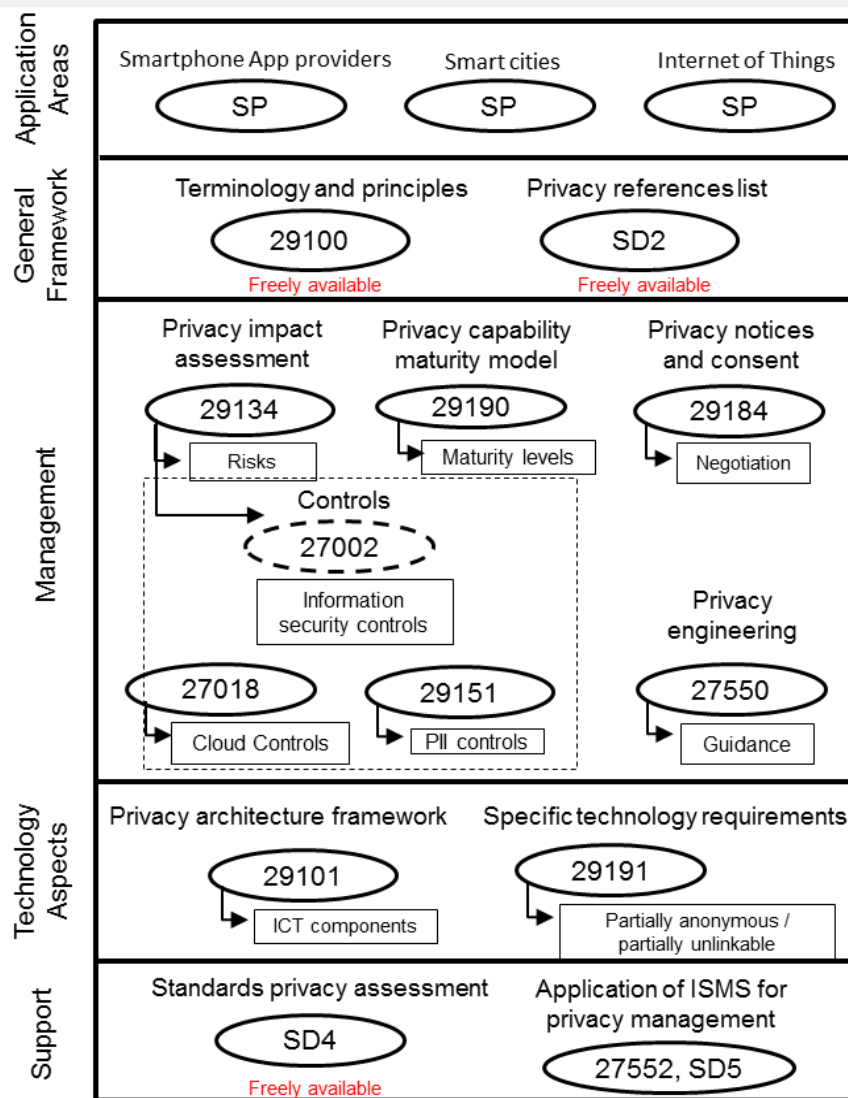 Application
Areas
Smartphone App providers
SP
Smart cities
SP
Internet of Things
SP
General
Framework
Terminology and principles
29100
Freely available
Privacy references list
SD2
Freely available
Management
Privacy impact
assessment
29134
Risks
Privacy capability
maturity model
29190
Maturity levels
Privacy notices
and consent
29184
Negotiation
Controls
27002
Information
security controls
27018
Cloud Controls
29151
PII controls
Privacy
engineering
27550
Guidance
Technology
Aspects
Privacy architecture framework
29101
ICT components
Specific technology requirements
29191
Partially anonymous /
partially unlinkable
Support
Standards privacy assessment
SD4
Freely available
Application of ISMS for
privacy management
27552, SD5